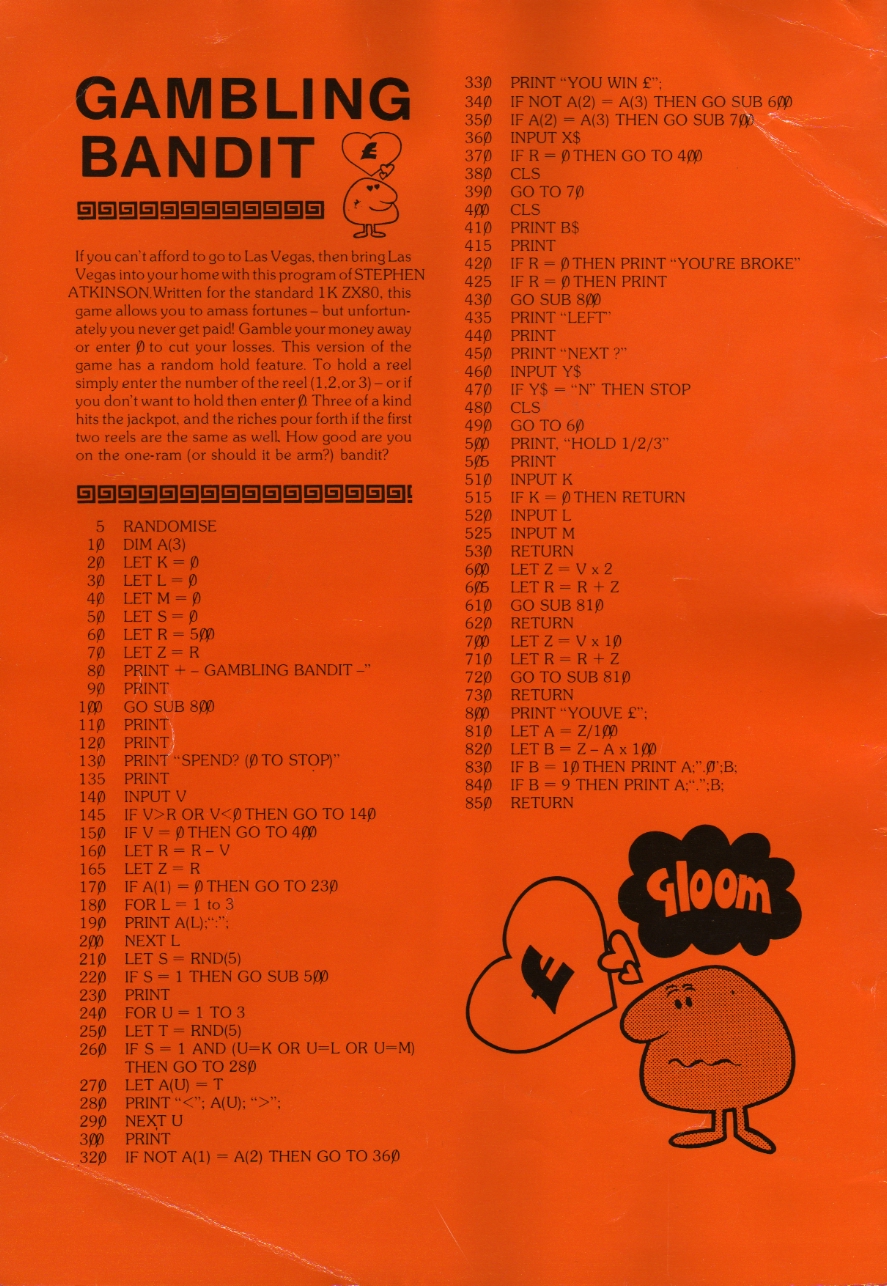 GAMBLING
BANDIT
£
If you can't afford to go to Las Vegas, then bring Las
Vegas into your home with this program of STEPHEN
ATKINSON. Written for the standard 1K ZX80, this
game allows you to amass fortunes – but unfortun-
ately you never get paid! Gamble your money away
or enter 0 to cut your losses. This version of the
game has a random hold feature. To hold a reel
simply enter the number of the reel (1,2,or 3) – or if
you don't want to hold then enter 0. Three of a kind
hits the jackpot, and the riches pour forth if the first
two reels are the same as well. How good are you
on the one-ram (or should it be arm?) bandit?
5 RANDOMISE
10 DIM A(3)
20 LET K = 0
30 LET L = 0
40 LET M = 0
50 LET S = 0
60 LET R = 500
70 LET Z = R
80 PRINT + – GAMBLING BANDIT –"
90 PRINT
100 GO SUB 800
110 PRINT
120 PRINT
130 PRINT "SPEND? (0 TO STOP)"
135 PRINT
140 INPUT V
145 IF V>R OR V<0 THEN GO TO 140
150 IF V = 0 THEN GO TO 400
160 LET R = R – V
165 LET Z = R
170 IF A(1) = 0 THEN GO TO 230
180 FOR L = 1 to 3
190 PRINT A(L);":";
200 NEXT L
210 LET S = RND(5)
220 IF S = 1 THEN GO SUB 500
230 PRINT
240 FOR U = 1 TO 3
250 LET T = RND(5)
260 IF S = 1 AND (U=K OR U=L OR U=M)
THEN GO TO 280
270 LET A(U) = T
280 PRINT "<"; A(U); ">";
290 NEXT U
300 PRINT
320 IF NOT A(1) = A(2) THEN GO TO 360
330 PRINT "YOU WIN £";
340 IF NOT A(2) = A(3) THEN GO SUB 600
350 IF A(2) = A(3) THEN GO SUB 700
360 INPUT X$
370 IF R = 0 THEN GO TO 400
380 CLS
390 GO TO 70
400 CLS
410 PRINT B$
415 PRINT
420 IF R = 0 THEN PRINT "YOU'RE BROKE"
425 IF R = 0 THEN PRINT
430 GO SUB 800
435 PRINT "LEFT"
440 PRINT
450 PRINT "NEXT ?"
460 INPUT Y$
470 IF Y$ = "N" THEN STOP
480 CLS
490 GO TO 60
500 PRINT, "HOLD 1/2/3"
505 PRINT
510 INPUT K
515 IF K = 0 THEN RETURN
520 INPUT L
525 INPUT M
530 RETURN
600 LET Z = V x 2
605 LET R = R + Z
610 GO SUB 810
620 RETURN
700 LET Z = V x 10
710 LET R = R + Z
720 GO TO SUB 810
730 RETURN
800 PRINT "YOUVE £";
810 LET A = Z/100
820 LET B = Z – A x 100
830 IF B = 10 THEN PRINT A;".0";B;
840 IF B = 9 THEN PRINT A;".";B;
850 RETURN
Gloom
£